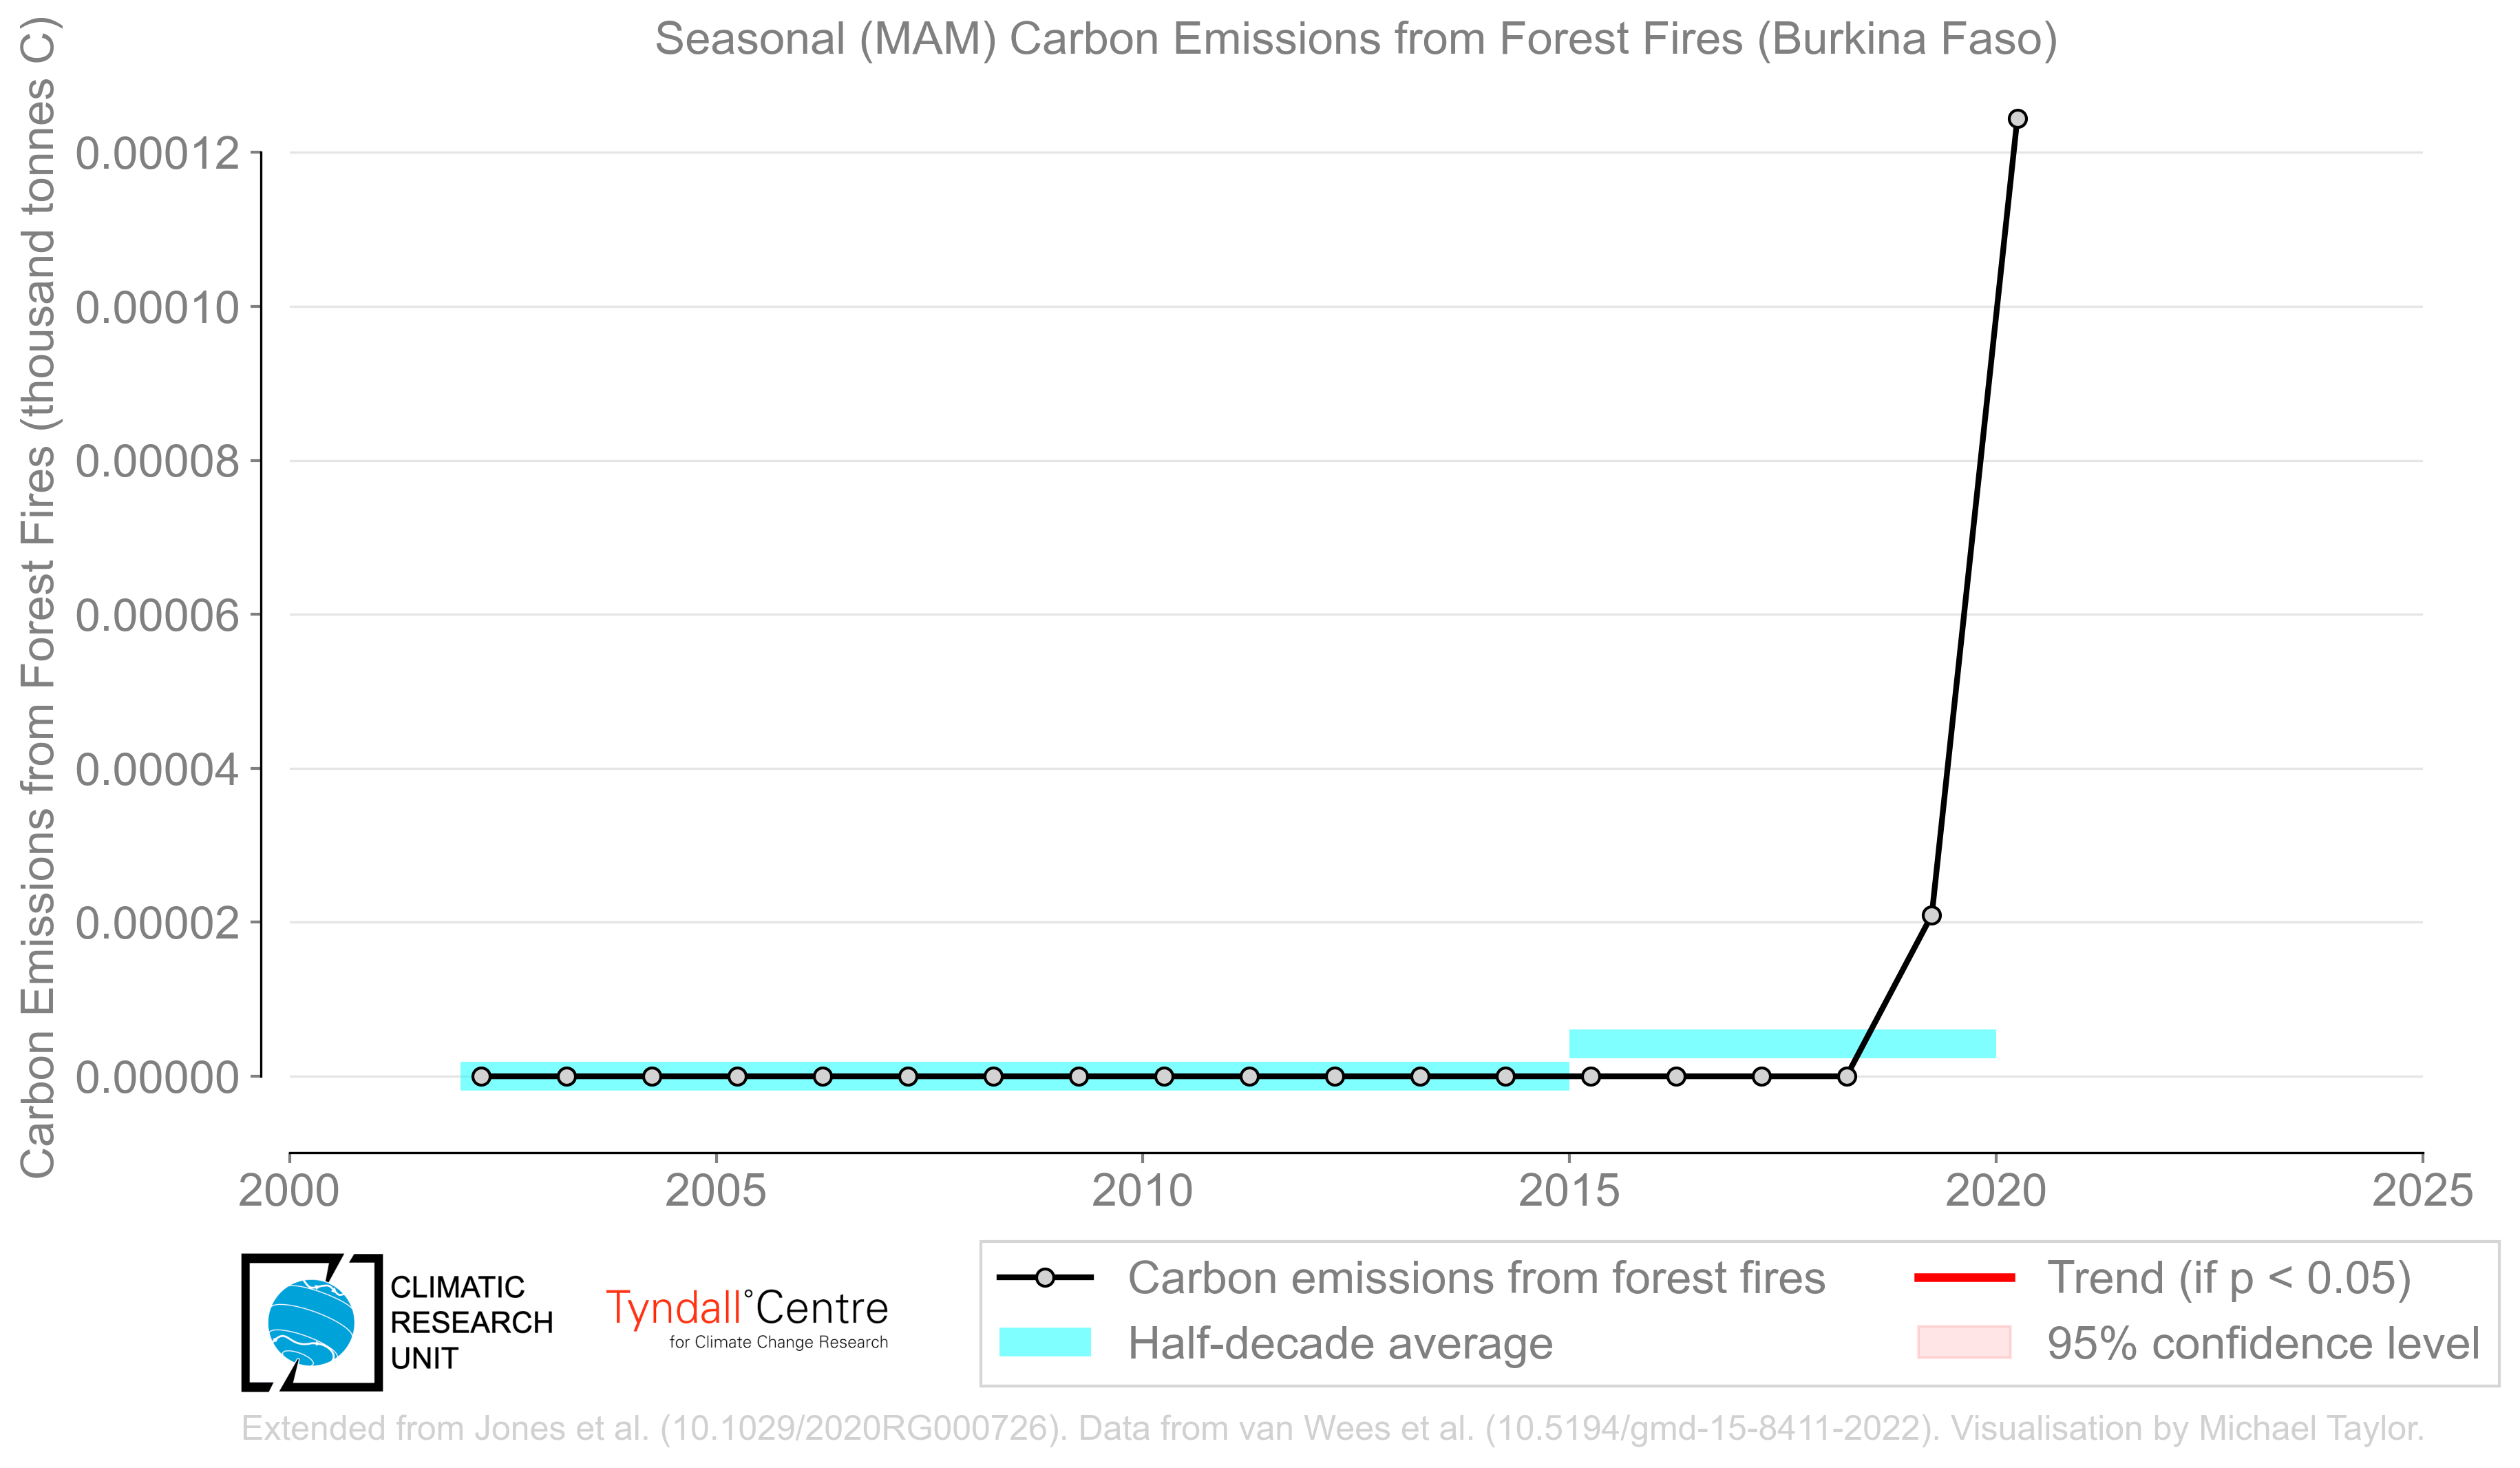 Seasonal (MAM) Carbon Emissions from Forest Fires (Burkina Faso)
Carbon Emissions from Forest Fires (thousand tonnes C)
0.00012
0.00010
0.00008
0.00006
0.00004
0.00002
0.00000
2000 2005 2010 2015 2020 2025
CLIMATIC
RESEARCH
UNIT
Tyndall°Centre
for Climate Change Research
Carbon emissions from forest fires
Half-decade average
Trend (if p < 0.05)
95% confidence level
Extended from Jones et al. (10.1029/2020RG000726). Data from van Wees et al. (10.5194/gmd-15-8411-2022). Visualisation by Michael Taylor.